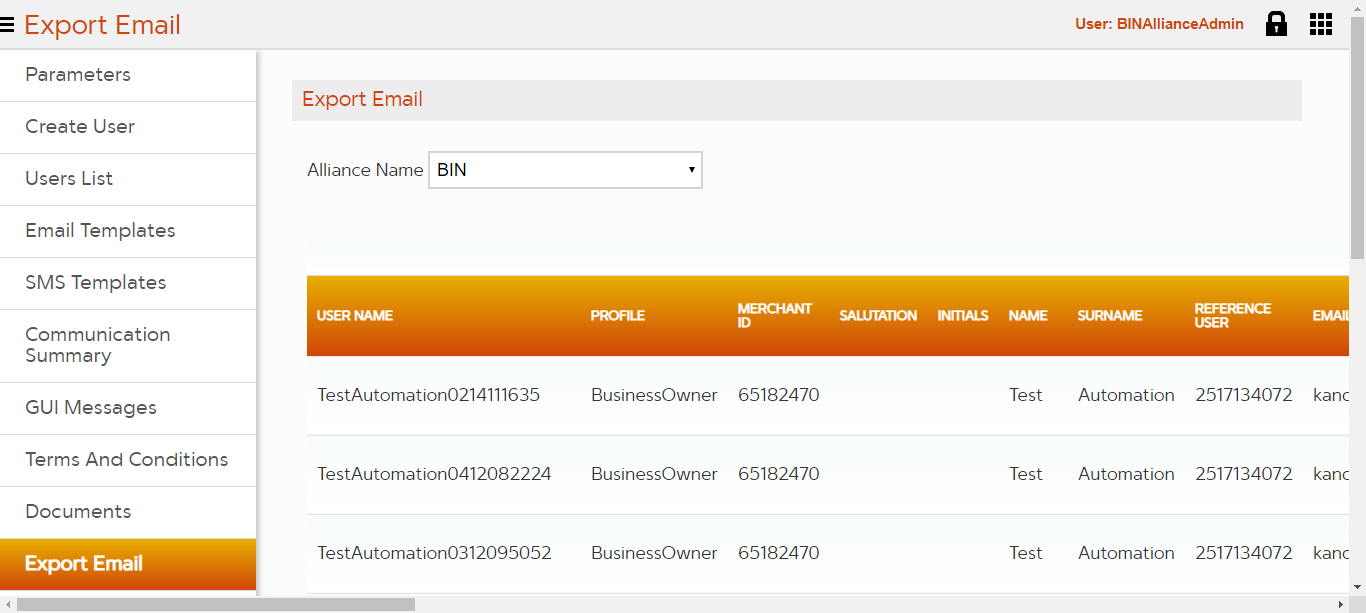 Export Email
User: BINAllianceAdmin
Parameters
Create User
Users List
Email Templates
SMS Templates
Communication
Summary
GUI Messages
Terms And Conditions
Documents
Export Email
Export Email
Alliance Name BIN
USER NAME PROFILE MERCHANT ID SALUTATION INITIALS NAME SURNAME REFERENCE USER EMAIL
TestAutomation0214111635 BusinessOwner 65182470 Test Automation 2517134072
TestAutomation0412082224 BusinessOwner 65182470 Test Automation 2517134072
TestAutomation0312095052 BusinessOwner 65182470 Test Automation 2517134072